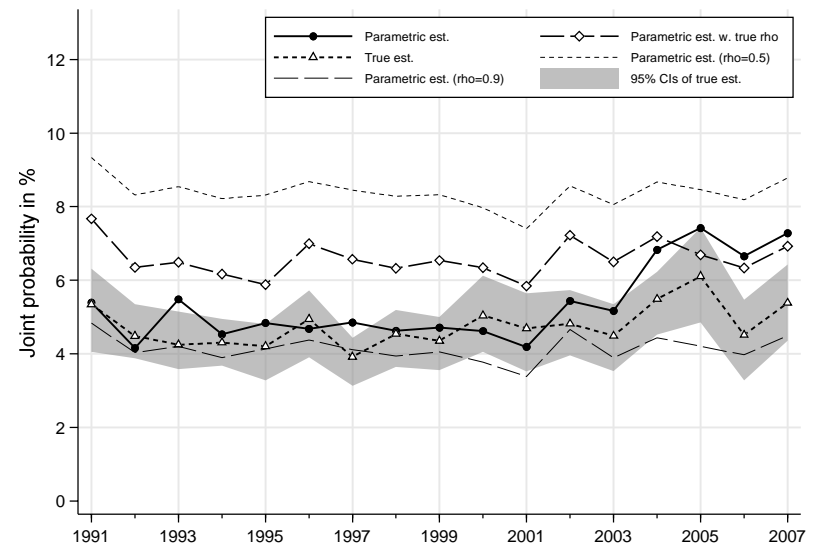 Parametric est.
Parametric est. w. true rho
True est.
Parametric est. (rho=0.5)
Parametric est. (rho=0.9)
95% CIs of true est.
Joint probability in %
12
10
8
6
4
2
0
1991 1993 1995 1997 1999 2001 2003 2005 2007